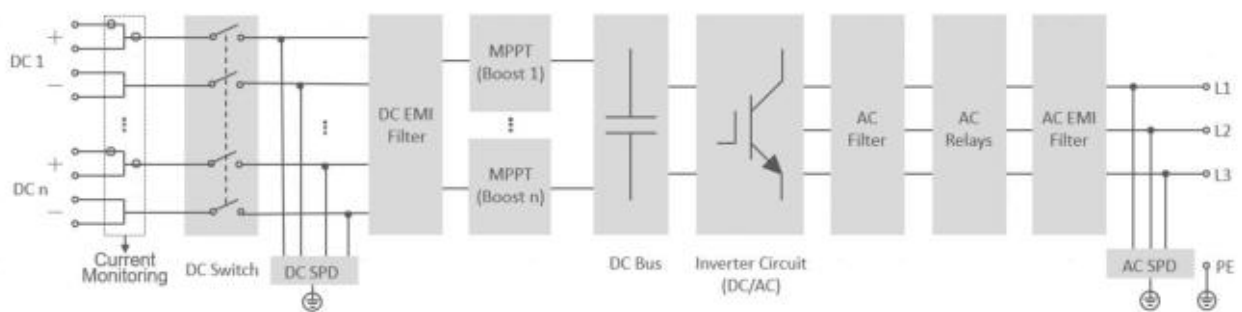 +
DC 1
−
+
DC n
−
Current
Monitoring
DC Switch
DC SPD
DC EMI
Filter
MPPT
(Boost 1)
MPPT
(Boost n)
DC Bus
Inverter Circuit
(DC/AC)
AC
Filter
AC
Relays
AC EMI
Filter
L1
L2
L3
AC SPD
PE